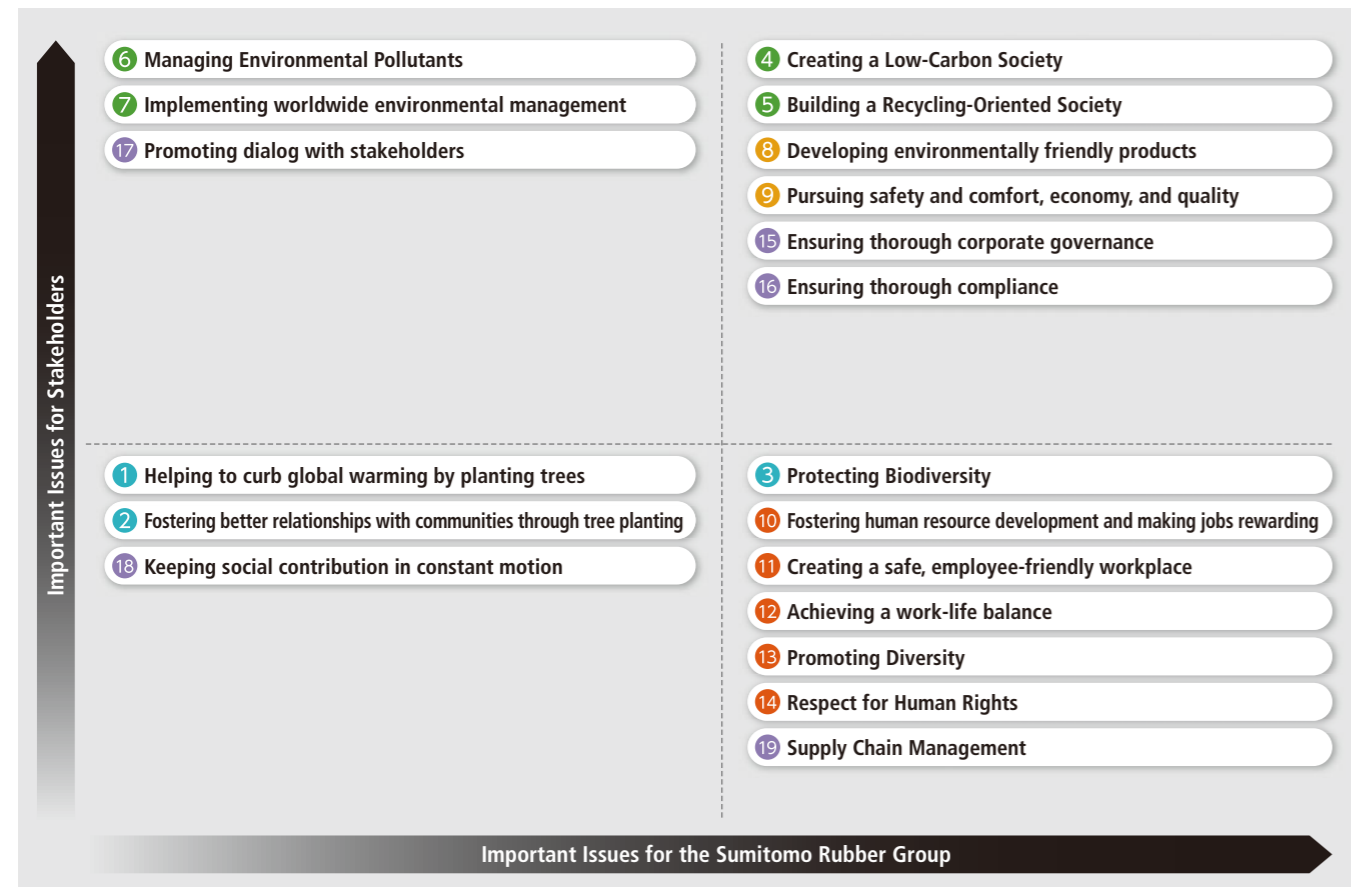 Important Issues for Stakeholders
6 Managing Environmental Pollutants
7 Implementing worldwide environmental management
17 Promoting dialog with stakeholders
4 Creating a Low-Carbon Society
5 Building a Recycling-Oriented Society
8 Developing environmentally friendly products
9 Pursuing safety and comfort, economy, and quality
15 Ensuring thorough corporate governance
16 Ensuring thorough compliance
1 Helping to curb global warming by planting trees
2 Fostering better relationships with communities through tree planting
18 Keeping social contribution in constant motion
3 Protecting Biodiversity
10 Fostering human resource development and making jobs rewarding
11 Creating a safe, employee-friendly workplace
12 Achieving a work-life balance
13 Promoting Diversity
14 Respect for Human Rights
19 Supply Chain Management
Important Issues for the Sumitomo Rubber Group